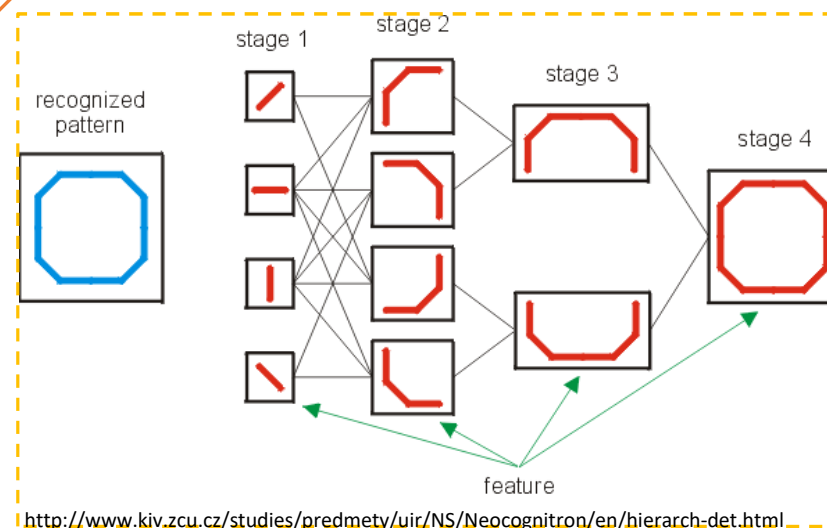 stage 1
stage 2
stage 3
stage 4
recognized
pattern
feature
http://www.kiv.zcu.cz/studies/predmety/uir/NS/Neocognitron/en/hierarch-det.html